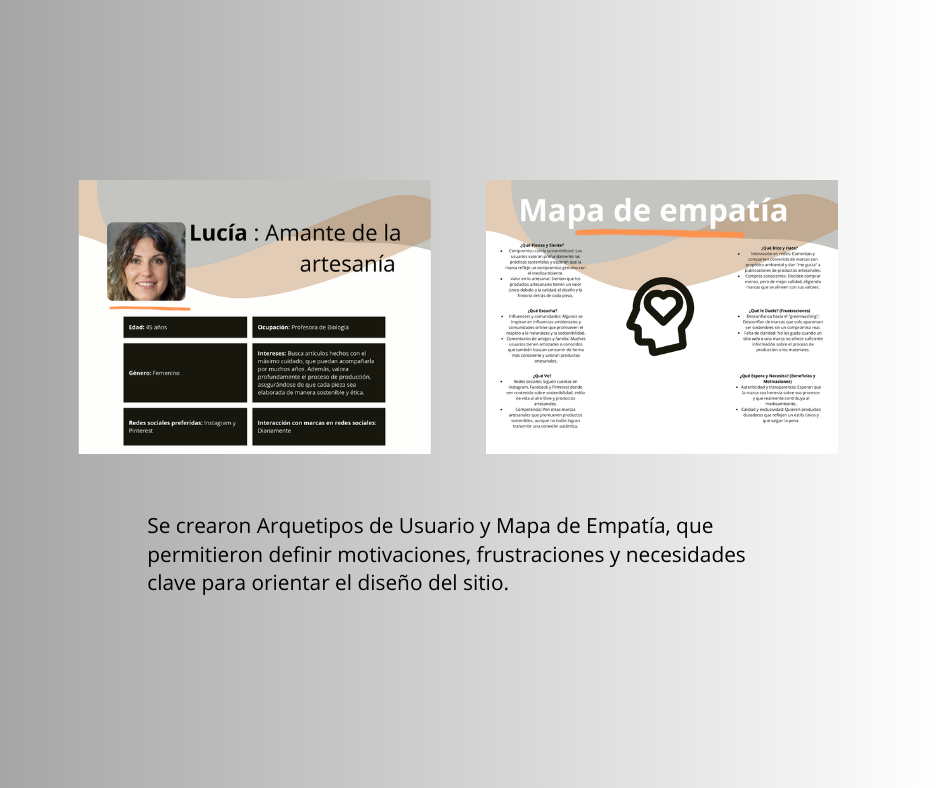 Lucía : Amante de la
artesanía
Edad: 45 años
Ocupación: Profesora de Biología
Género: Femenino
Intereses: Busca artículos hechos con el
máximo cuidado, que puedan acompañarla
por muchos años. Además, valora
profundamente el proceso de producción,
asegurándose de que cada pieza sea
elaborada de manera sostenible y ética.
Redes sociales preferidas: Instagram y
Pinterest
Interacción con marcas en redes sociales:
Diariamente
Mapa de empatía
¿Qué Piensa y Siente?
Compromiso con la sostenibilidad: Los
usuarios valoran profundamente las
prácticas sostenibles y esperan que la
marca refleje un compromiso genuino con
el medioambiente.
Valor en lo artesanal: Sienten que los
productos artesanales tienen un valor
único debido a la calidad, el diseño y la
historia detrás de cada pieza.
¿Qué Escucha?
Influencers y comunidades: Algunos se
inspiran en influencers ambientales y
comunidades online que promueven el
respeto a la naturaleza y la sostenibilidad.
Comentarios de amigos y familia: Muchos
usuarios tienen amistades o conocidos
que también buscan consumir de forma
más consciente y valoran productos
artesanales.
¿Qué Ve?
Redes sociales: Siguen cuentas en
Instagram, Facebook y Pinterest donde
ven contenido sobre sostenibilidad, estilo
de vida al aire libre y productos
artesanales.
Competencia: Ven otras marcas
artesanales que promueven productos
sostenibles, aunque no todas logran
transmitir una conexión auténtica.
¿Qué Dice y Hace?
Interacción en redes: Comentan y
comparten contenido de marcas con
propósito ambiental y dan "me gusta" a
publicaciones de productos artesanales.
Compras conscientes: Deciden comprar
menos, pero de mejor calidad, eligiendo
marcas que se alineen con sus valores.
¿Qué le Duele? (Frustraciones)
Desconfianza hacia el "greenwashing":
Desconfían de marcas que solo aparentan
ser sostenibles sin un compromiso real.
Falta de claridad: No les gusta cuando un
sitio web o una marca no ofrece suficiente
información sobre el proceso de
producción o los materiales.
¿Qué Espera y Necesita? (Beneficios y
Motivaciones)
Autenticidad y transparencia: Esperan que
la marca sea honesta sobre sus procesos
y que realmente contribuya al
medioambiente.
Calidad y exclusividad: Quieren productos
duraderos que reflejen un estilo único y
que valgan la pena.
Se crearon Arquetipos de Usuario y Mapa de Empatía, que
permitieron definir motivaciones, frustraciones y necesidades
clave para orientar el diseño del sitio.